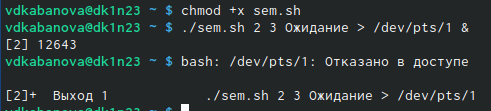 vdkabanova@dk1n23 ~ $ chmod +x sem.sh
vdkabanova@dk1n23 ~ $ ./sem.sh 2 3 Ожидание > /dev/pts/1 &
[2] 12643
vdkabanova@dk1n23 ~ $ bash: /dev/pts/1: Отказано в доступе
[2]+  Выход 1            ./sem.sh 2 3 Ожидание > /dev/pts/1
vdkabanova@dk1n23 ~ $